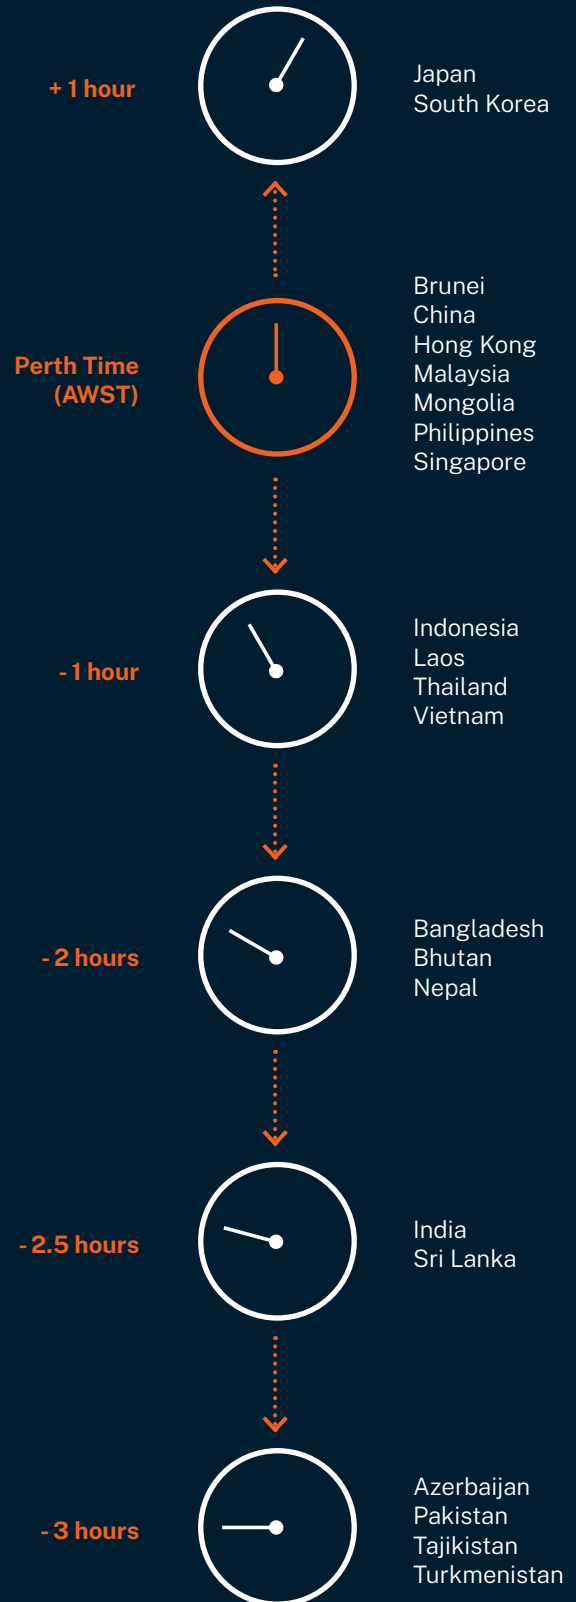 + 1 hour
Japan
South Korea
Perth Time
(AWST)
Brunei
China
Hong Kong
Malaysia
Mongolia
Philippines
Singapore
- 1 hour
Indonesia
Laos
Thailand
Vietnam
- 2 hours
Bangladesh
Bhutan
Nepal
- 2.5 hours
India
Sri Lanka
- 3 hours
Azerbaijan
Pakistan
Tajikistan
Turkmenistan